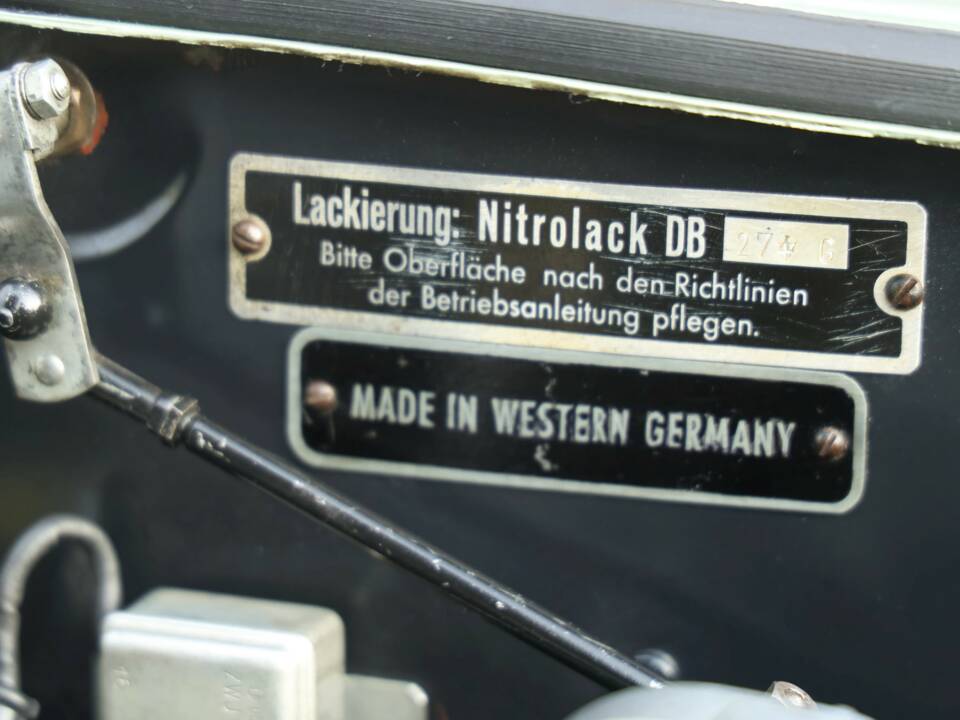 Lackierung: Nitrolack DB 274 G
Bitte Oberfläche nach den Richtlinien
der Betriebsanleitung pflegen.
MADE IN WESTERN GERMANY